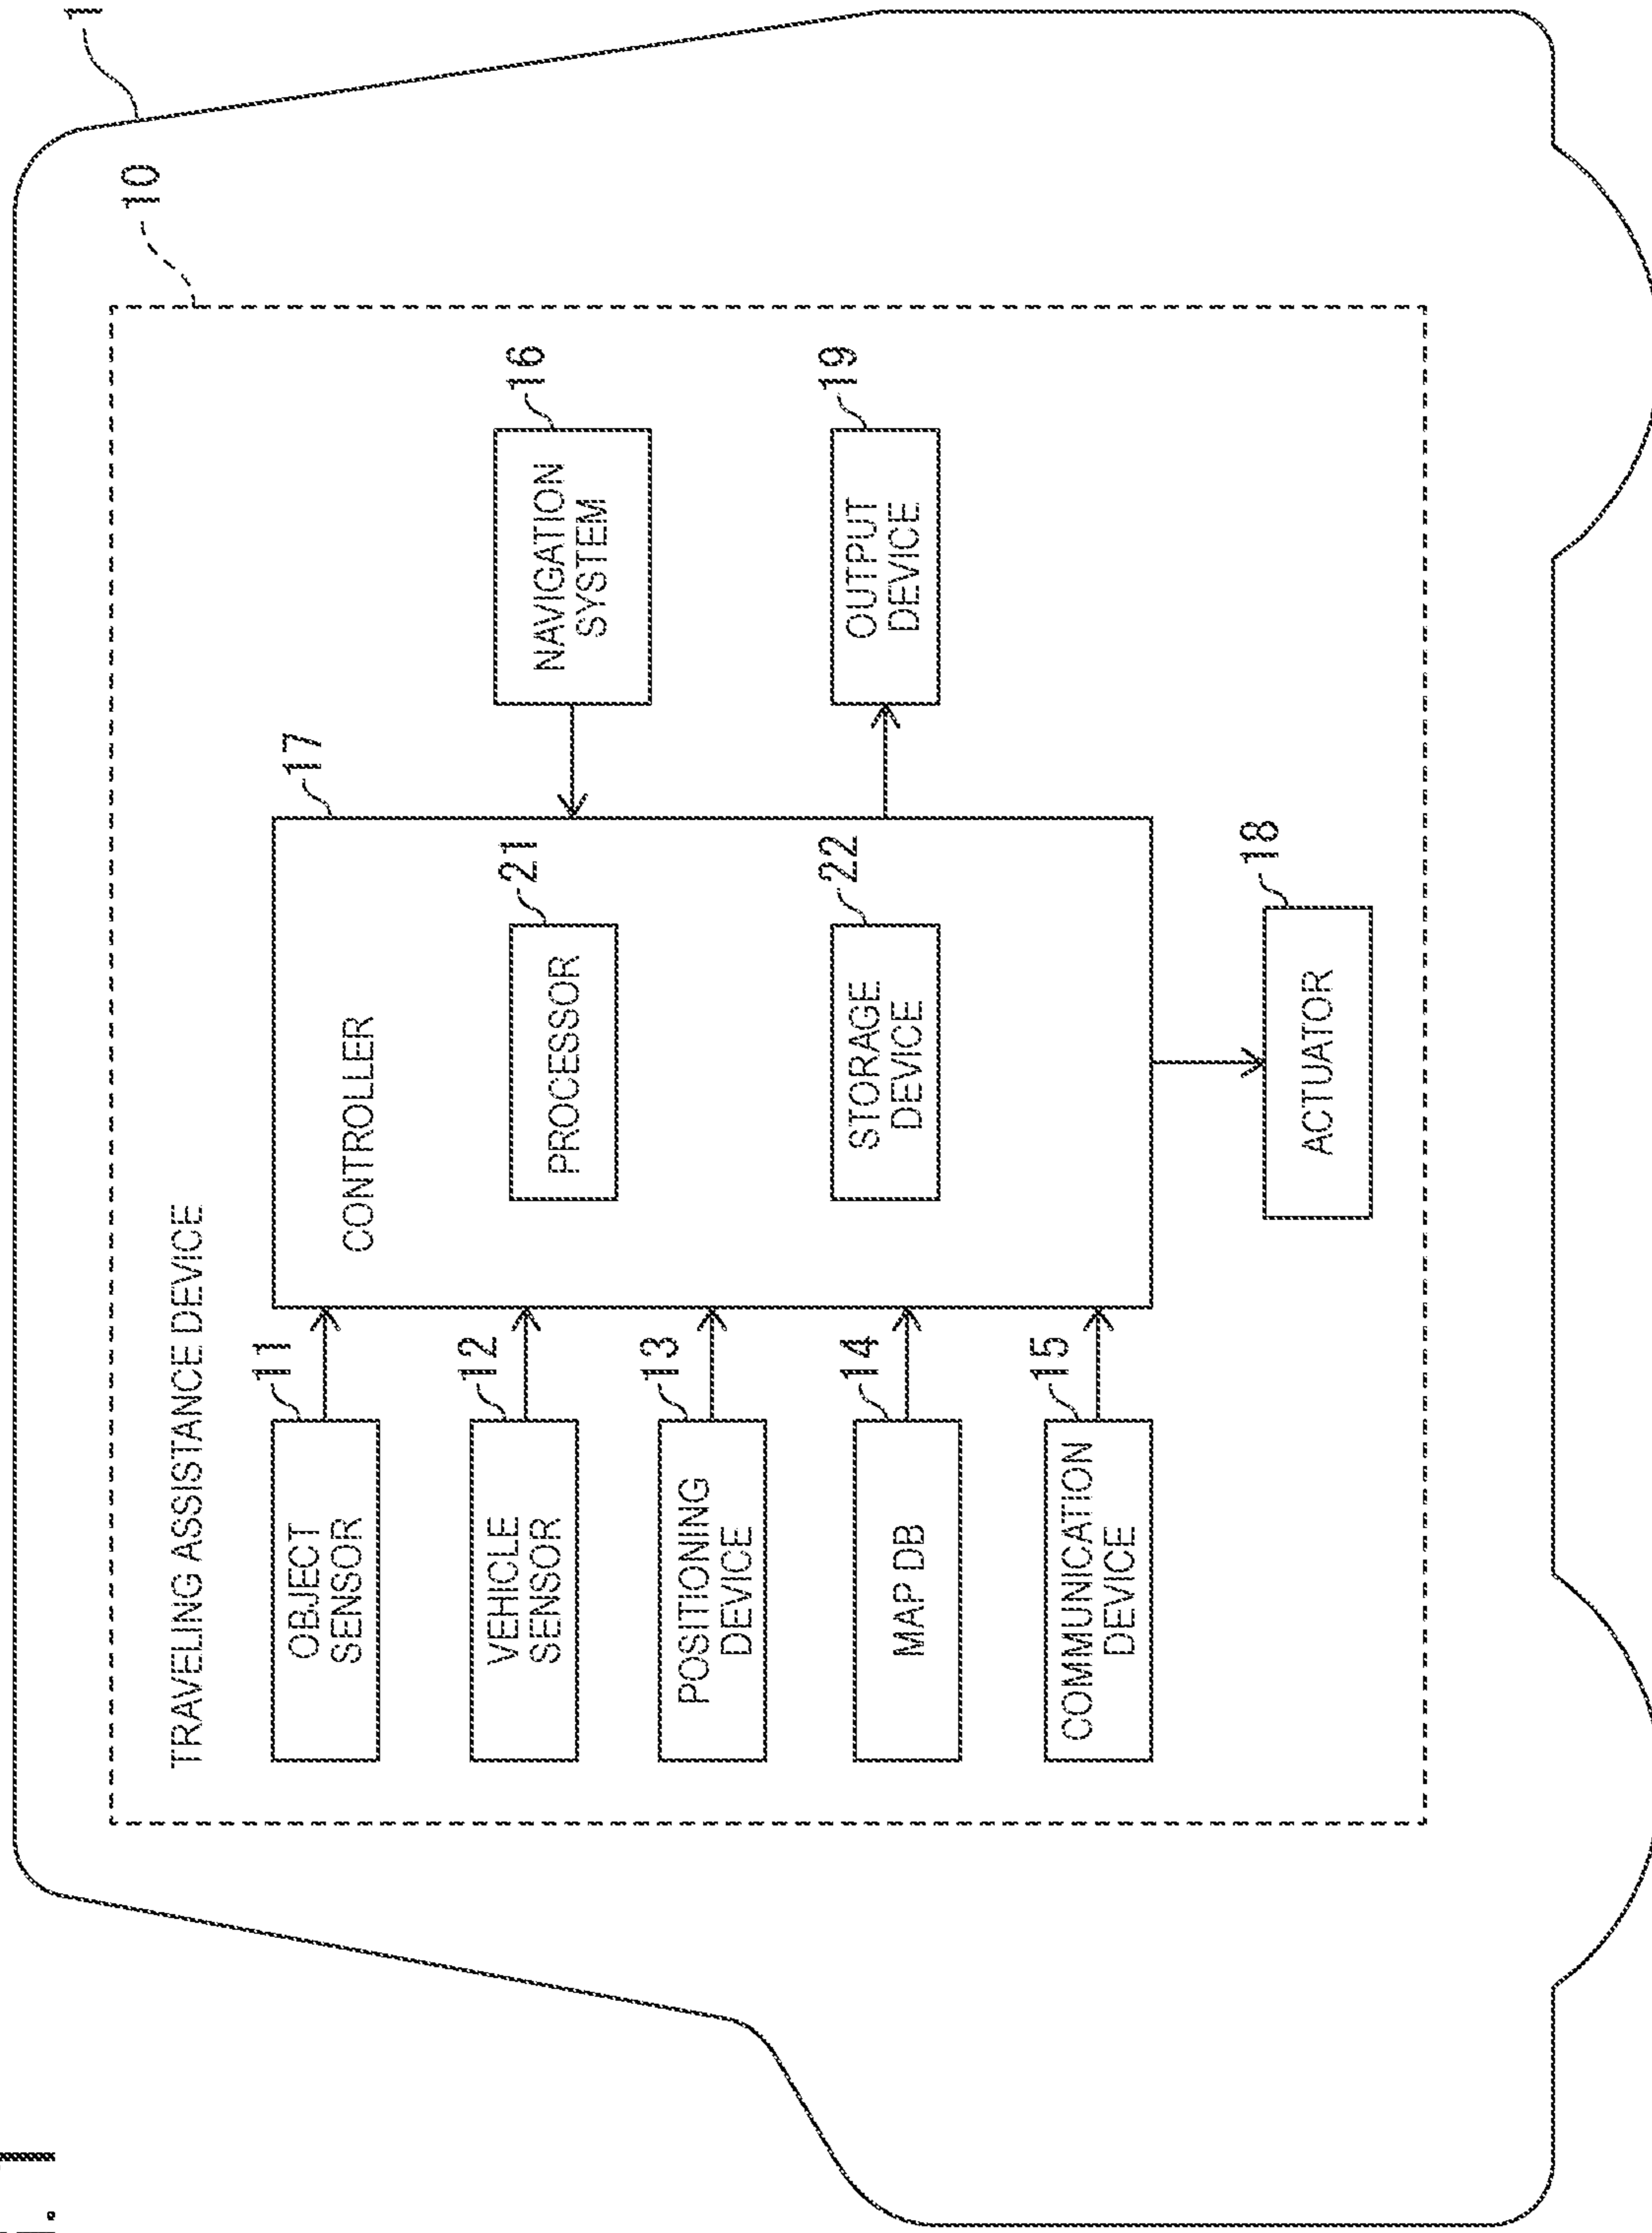 1
10
TRAVELING ASSISTANCE DEVICE
11
OBJECT
SENSOR
12
VEHICLE
SENSOR
13
POSITIONING
DEVICE
14
MAP DB
15
COMMUNICATION
DEVICE
17
CONTROLLER
21
PROCESSOR
22
STORAGE
DEVICE
16
NAVIGATION
SYSTEM
19
OUTPUT
DEVICE
18
ACTUATOR